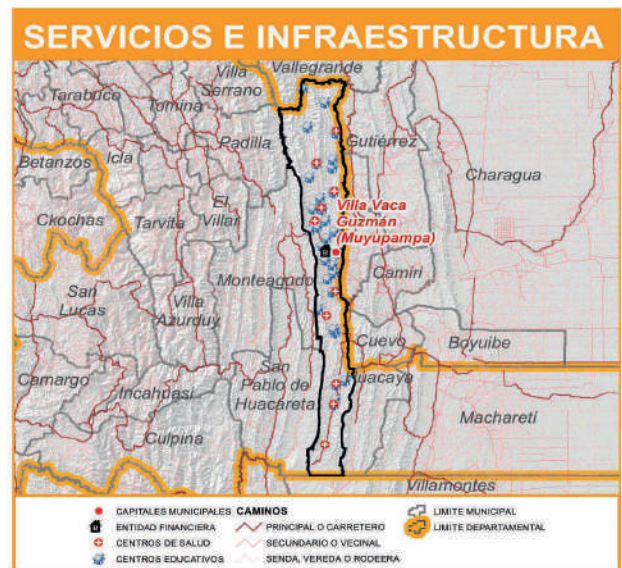 SERVICIOS E INFRAESTRUCTURA
Villa
Serrano
Vallegrande
Tarabuco
Tomina
Padilla
Gutiérrez
Betanzos
Icla
Charagua
El
Villar
Villa Vaca
Guzmán
(Muyupampa)
Ckochas
Tarvita
Monteagudo
Camiri
San
Lucas
Villa
Azurduy
Cuevo
Boyuibe
San
Pablo de
Huacáreta
Huacaya
Camargo
Incahuasi
Machareti
Culpina
Villamontes
CAPITALES MUNICIPALES
ENTIDAD FINANCIERA
CENTROS DE SALUD
CENTROS EDUCATIVOS
CAMINOS
PRINCIPAL O CARRETERO
SECUNDARIO O VECINAL
SENDA, VEREDA O RODEERA
LIMITE MUNICIPAL
LIMITE DEPARTAMENTAL